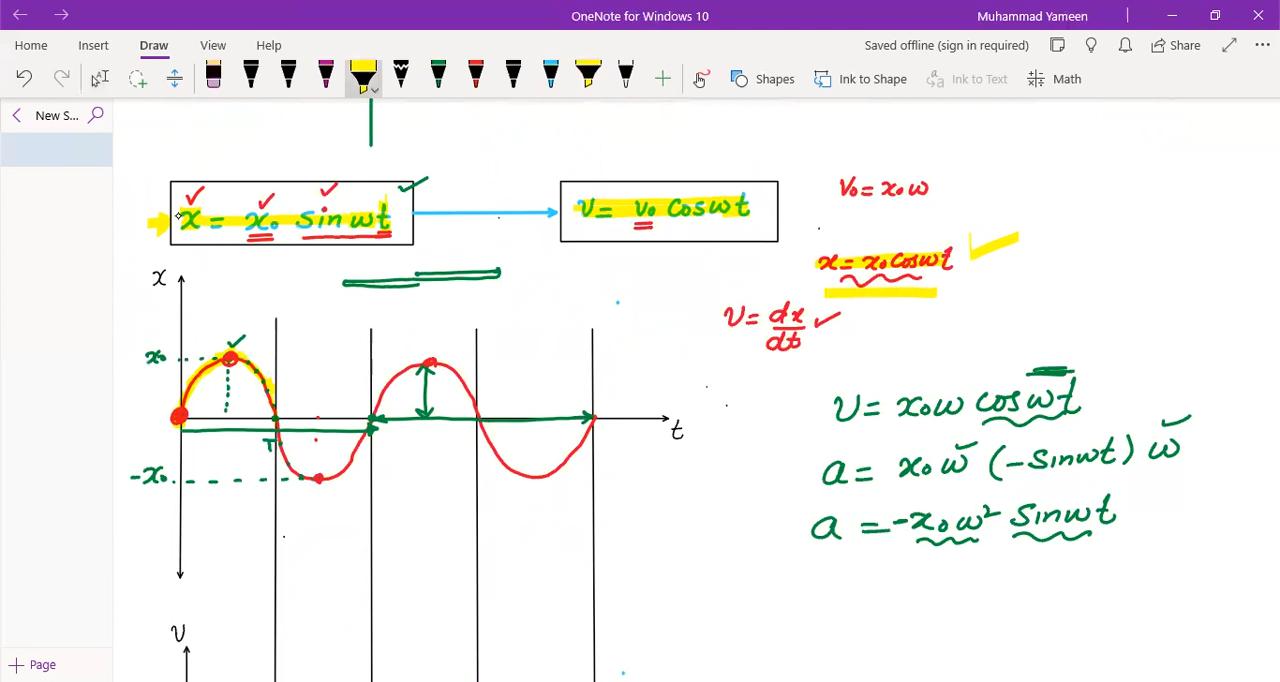 OneNote for Windows 10
Muhammad Yameen
Home Insert Draw View Help
Saved offline (sign in required) Share
Shapes Ink to Shape Ink to Text Math
New S...
x = x₀ sin ωt
v = v₀ cos ωt
v₀ = x₀ω
x = x₀ cos ωt
v = dx/dt
x
x₀
-x₀
T
t
v = x₀ω cos ωt
a = x₀ω (-sin ωt) ω
a = -x₀ω² sin ωt
v
Page